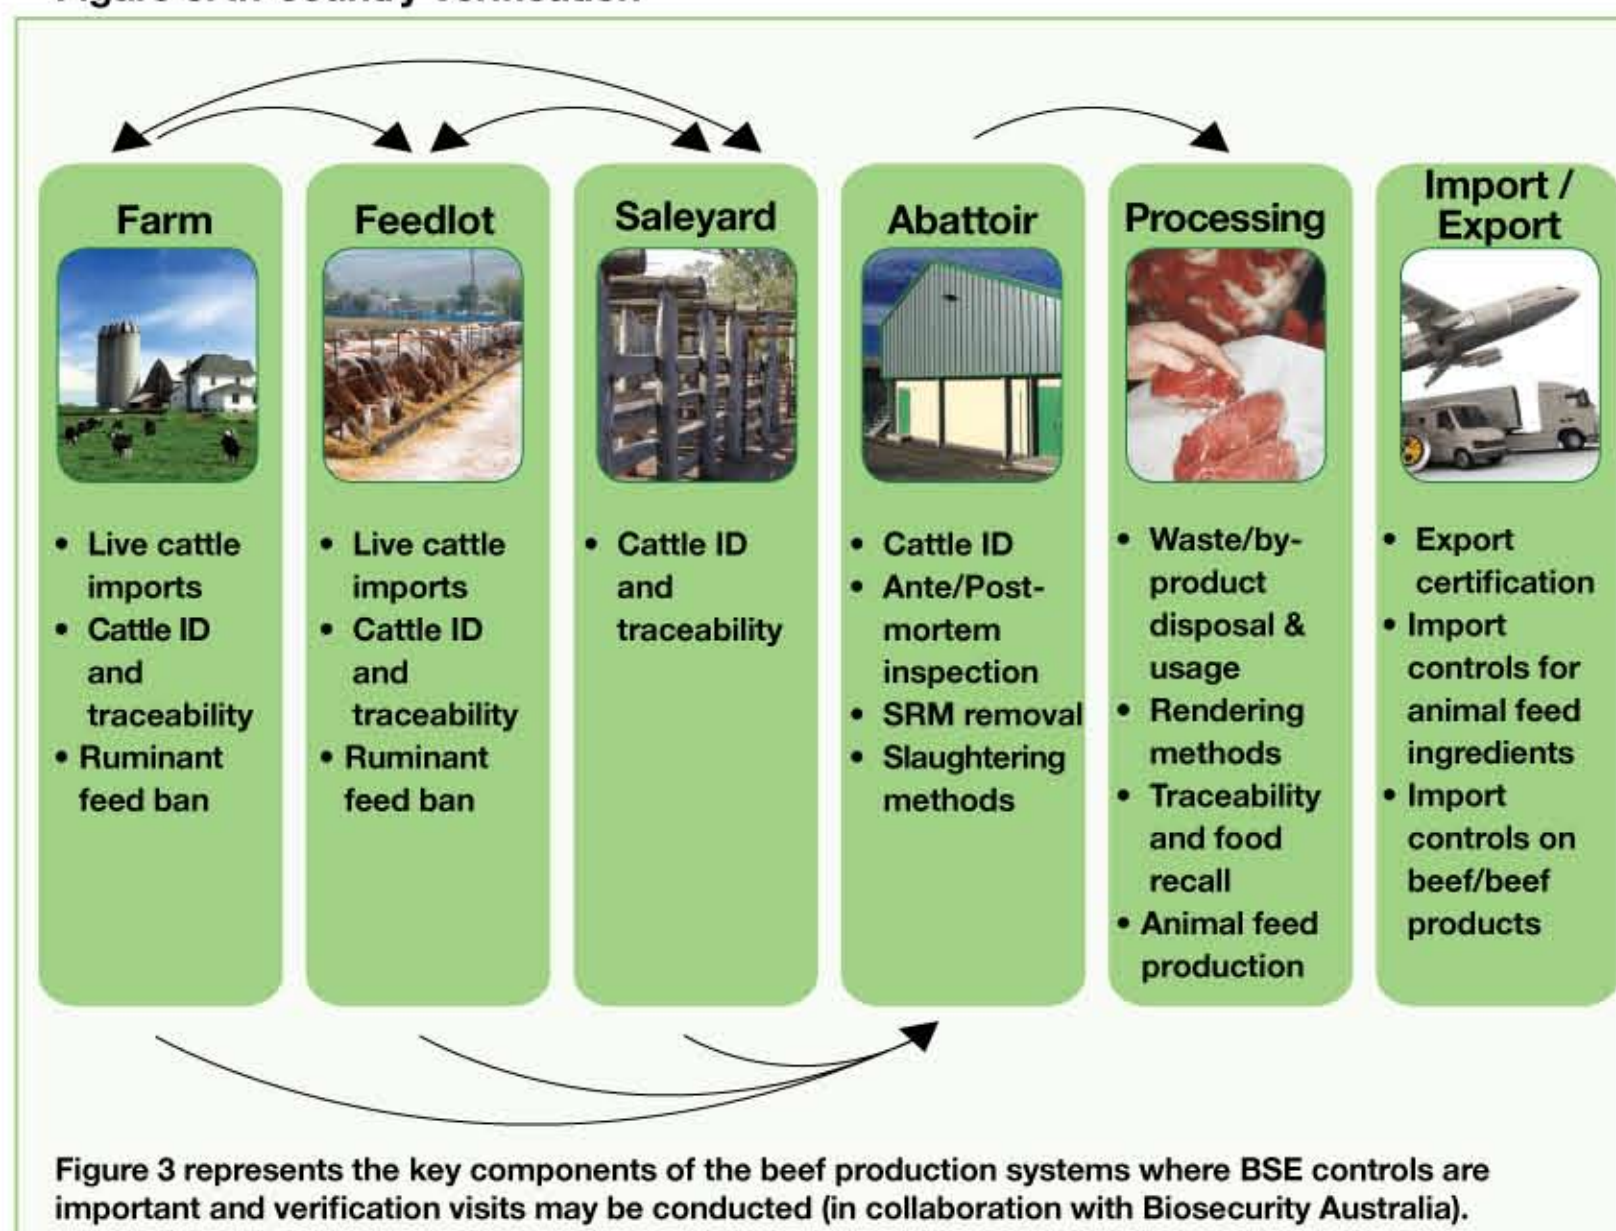 Farm
• Live cattle
imports
• Cattle ID
and
traceability
• Ruminant
feed ban
Feedlot
• Live cattle
imports
• Cattle ID
and
traceability
• Ruminant
feed ban
Saleyard
• Cattle ID
and
traceability
Abattoir
• Cattle ID
• Ante/Post-
mortem
inspection
• SRM removal
• Slaughtering
methods
Processing
• Waste/by-
product
disposal &
usage
• Rendering
methods
• Traceability
and food
recall
• Animal feed
production
Import /
Export
• Export
certification
• Import
controls for
animal feed
ingredients
• Import
controls on
beef/beef
products
Figure 3 represents the key components of the beef production systems where BSE controls are
important and verification visits may be conducted (in collaboration with Biosecurity Australia).